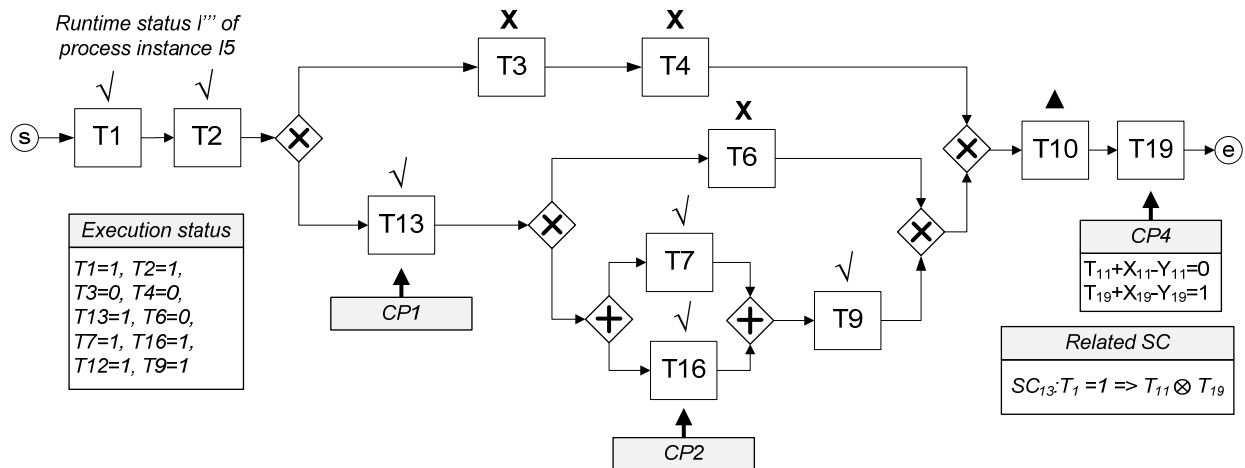 Runtime status I''' of
process instance I5
√ √ X X
s T1 T2 T3 T4
X
T6
▲
T10 T19 e
√
T13
CP1
√
T7
√
T16
CP2
√
T9
Execution status
T1=1, T2=1,
T3=0, T4=0,
T13=1, T6=0,
T7=1, T16=1,
T12=1, T9=1
CP4
T11+X11-Y11=0
T19+X19-Y19=1
Related SC
SC13:T1 =1 => T11 ⊗ T19